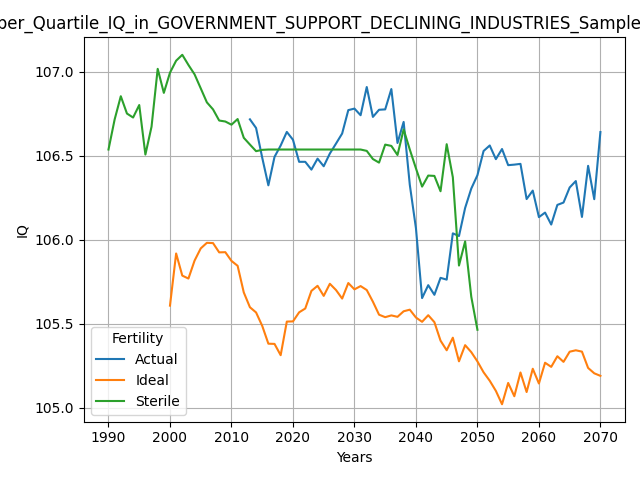 per_Quartile_IQ_in_GOVERNMENT_SUPPORT_DECLINING_INDUSTRIES_Sample
107.0
106.5
106.0
105.5
105.0
IQ
Fertility
Actual
Ideal
Sterile
1990 2000 2010 2020 2030 2040 2050 2060 2070
Years